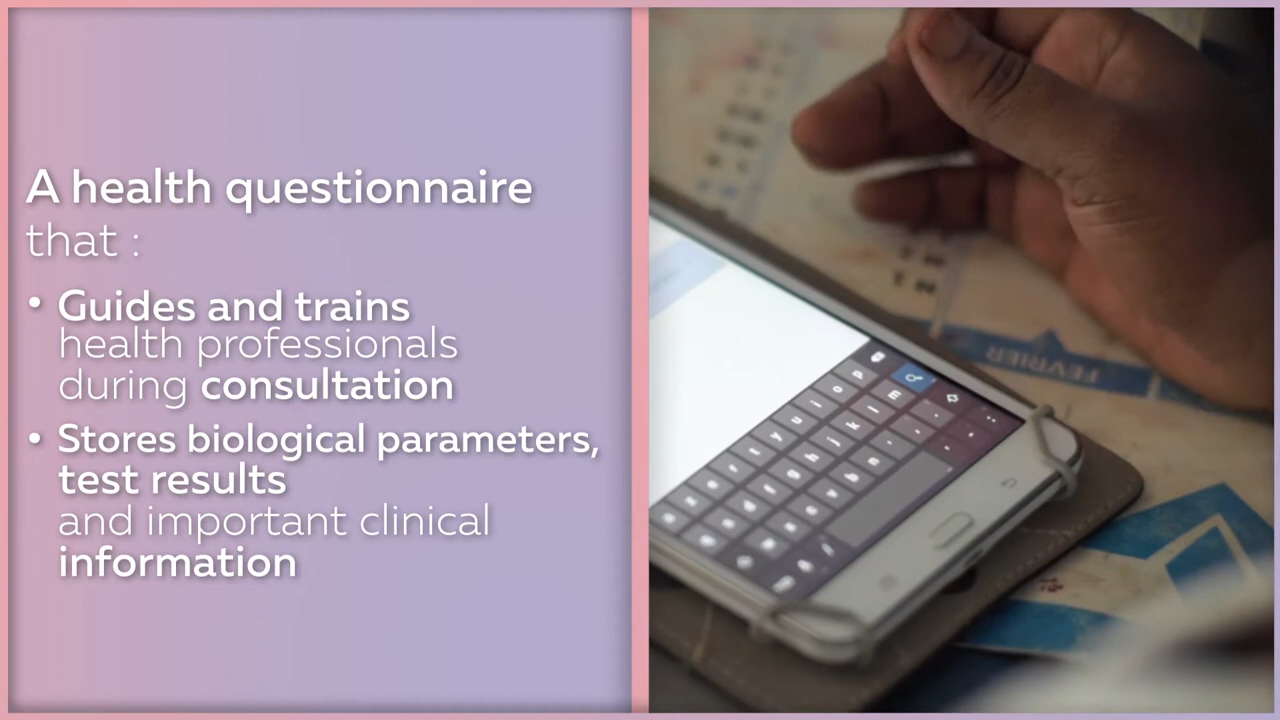 A health questionnaire
that :
• Guides and trains
health professionals
during consultation
• Stores biological parameters,
test results
and important clinical
information
FEVRIER